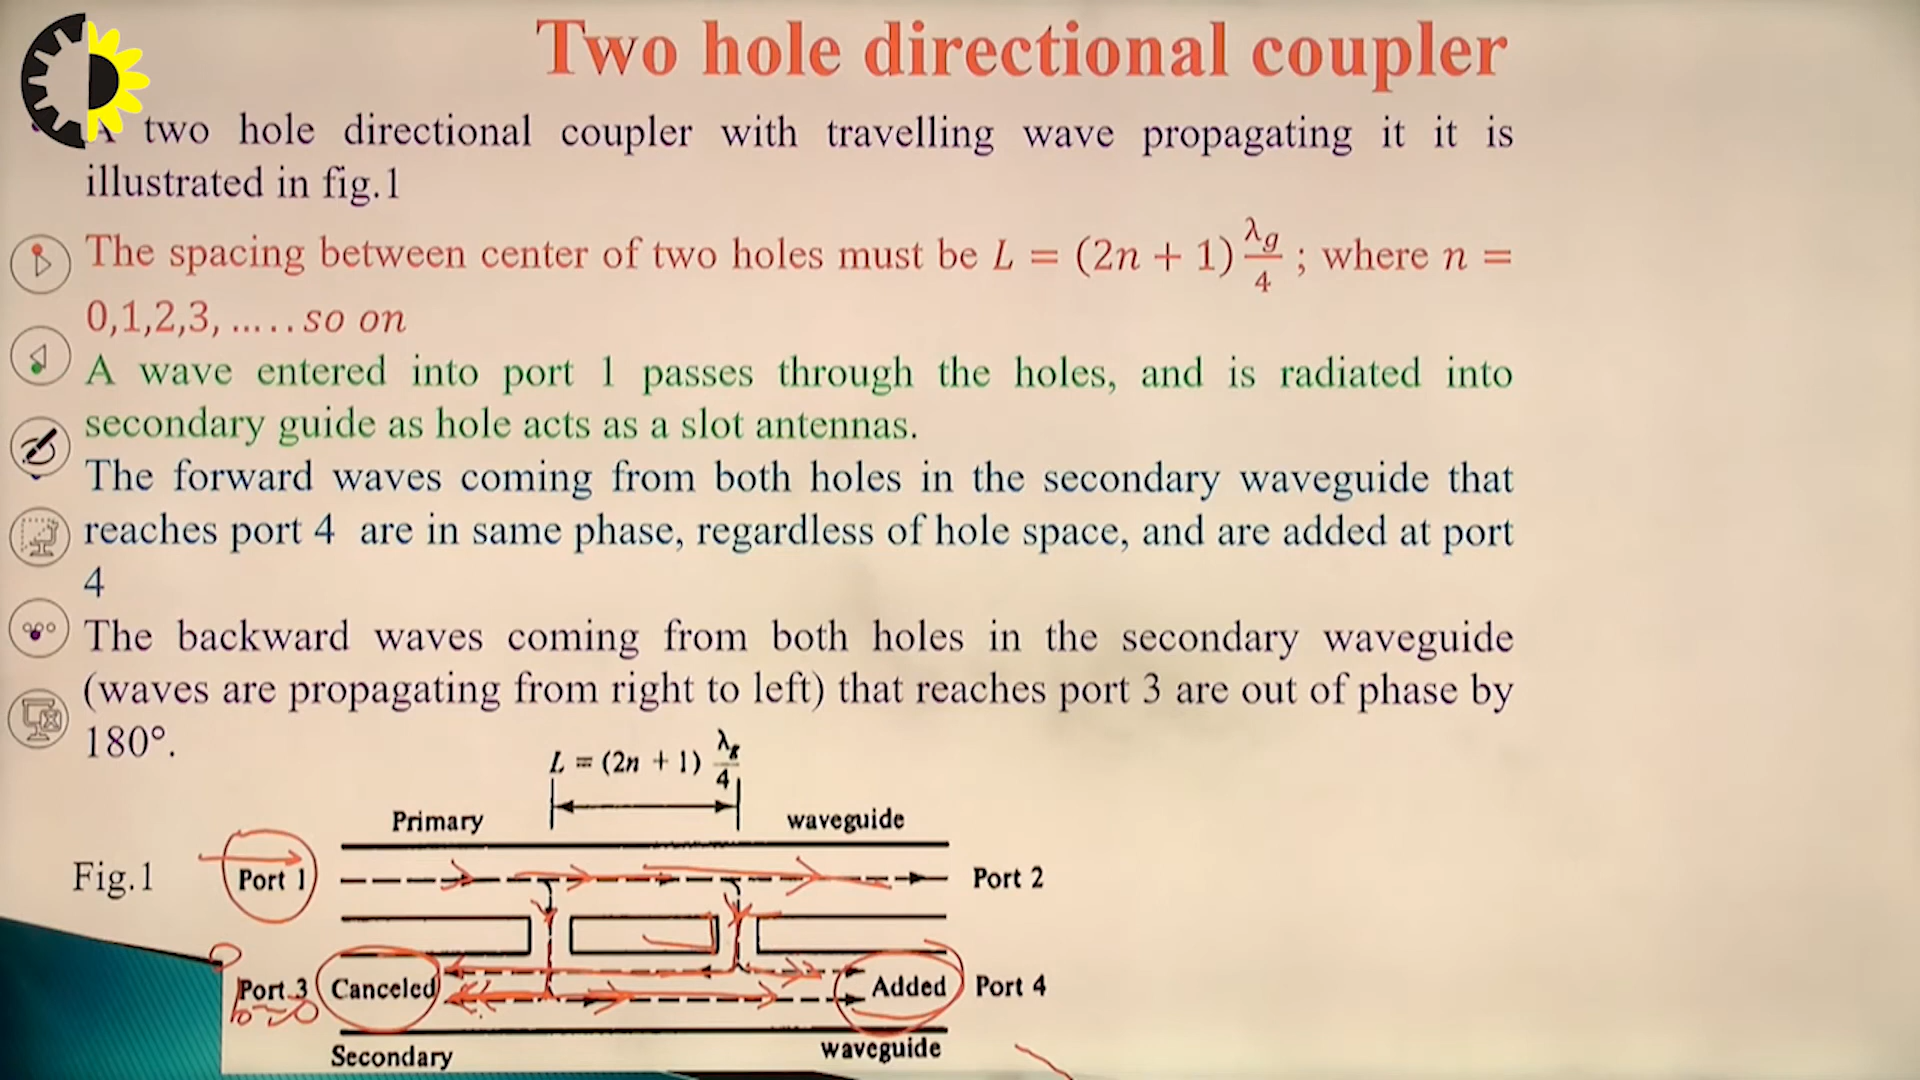 Two hole directional coupler
A two hole directional coupler with travelling wave propagating it it is
illustrated in fig.1
The spacing between center of two holes must be L = (2n + 1) λg/4 ; where n =
0,1,2,3, ..... so on
A wave entered into port 1 passes through the holes, and is radiated into
secondary guide as hole acts as a slot antennas.
The forward waves coming from both holes in the secondary waveguide that
reaches port 4 are in same phase, regardless of hole space, and are added at port
4
The backward waves coming from both holes in the secondary waveguide
(waves are propagating from right to left) that reaches port 3 are out of phase by
180°.
L = (2n + 1) λg/4
Primary waveguide
Fig.1 Port 1 Port 2
Port 3 Canceled Added Port 4
Secondary waveguide